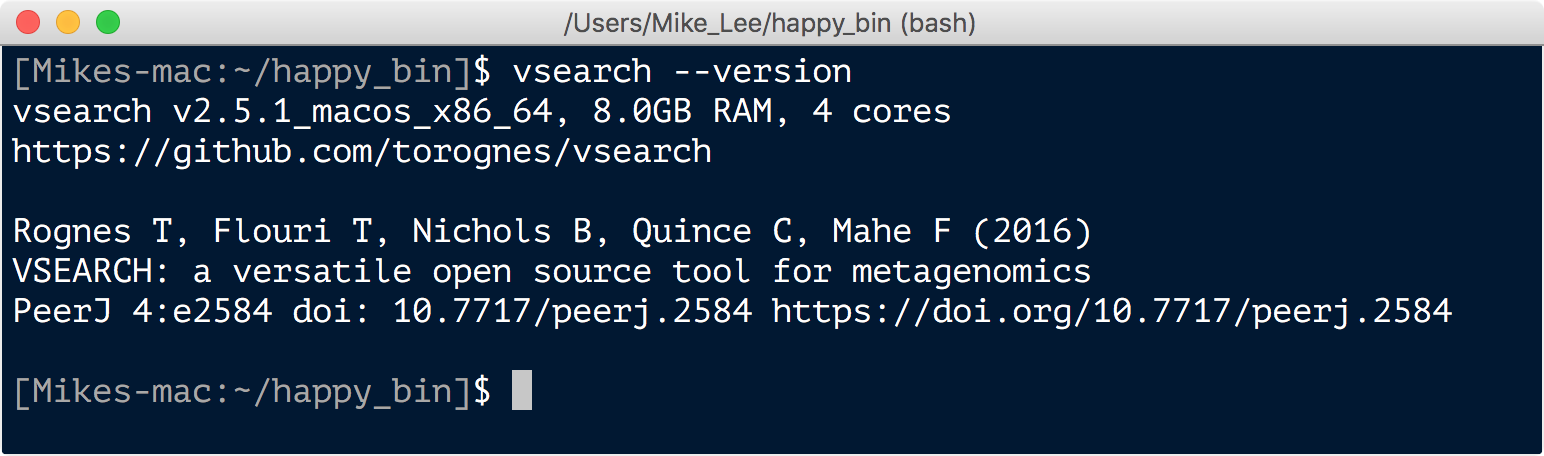 /Users/Mike_Lee/happy_bin (bash)
[Mikes-mac:~/happy_bin]$ vsearch --version
vsearch v2.5.1_macos_x86_64, 8.0GB RAM, 4 cores
https://github.com/torognes/vsearch
Rognes T, Flouri T, Nichols B, Quince C, Mahe F (2016)
VSEARCH: a versatile open source tool for metagenomics
PeerJ 4:e2584 doi: 10.7717/peerj.2584 https://doi.org/10.7717/peerj.2584
[Mikes-mac:~/happy_bin]$